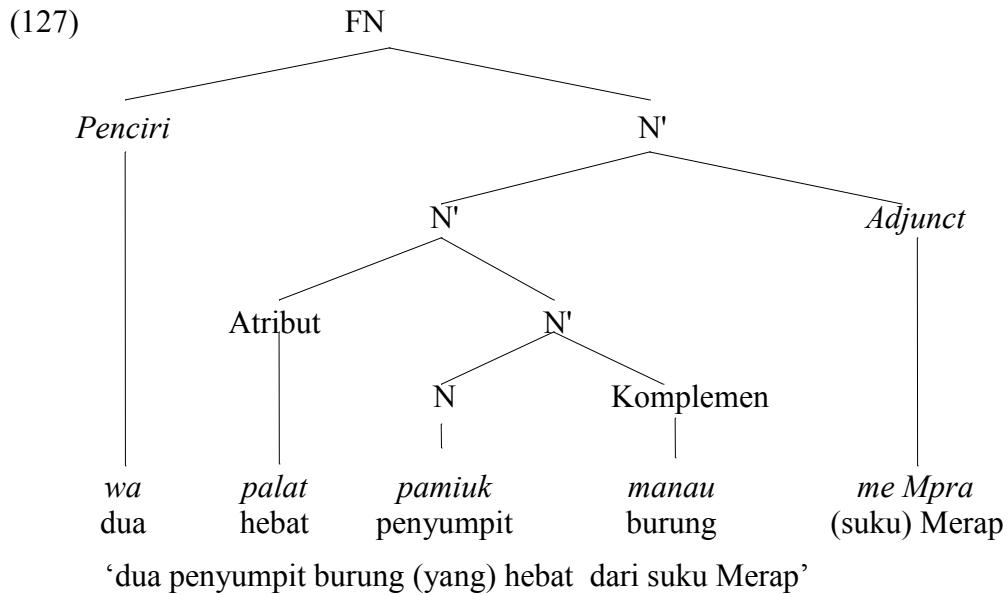 (127) FN
Penciri N'
N' Adjunct
Atribut N'
N Komplemen
wa palat pamiuk manau me Mpra
dua hebat penyumpit burung (suku) Merap
‘dua penyumpit burung (yang) hebat dari suku Merap’